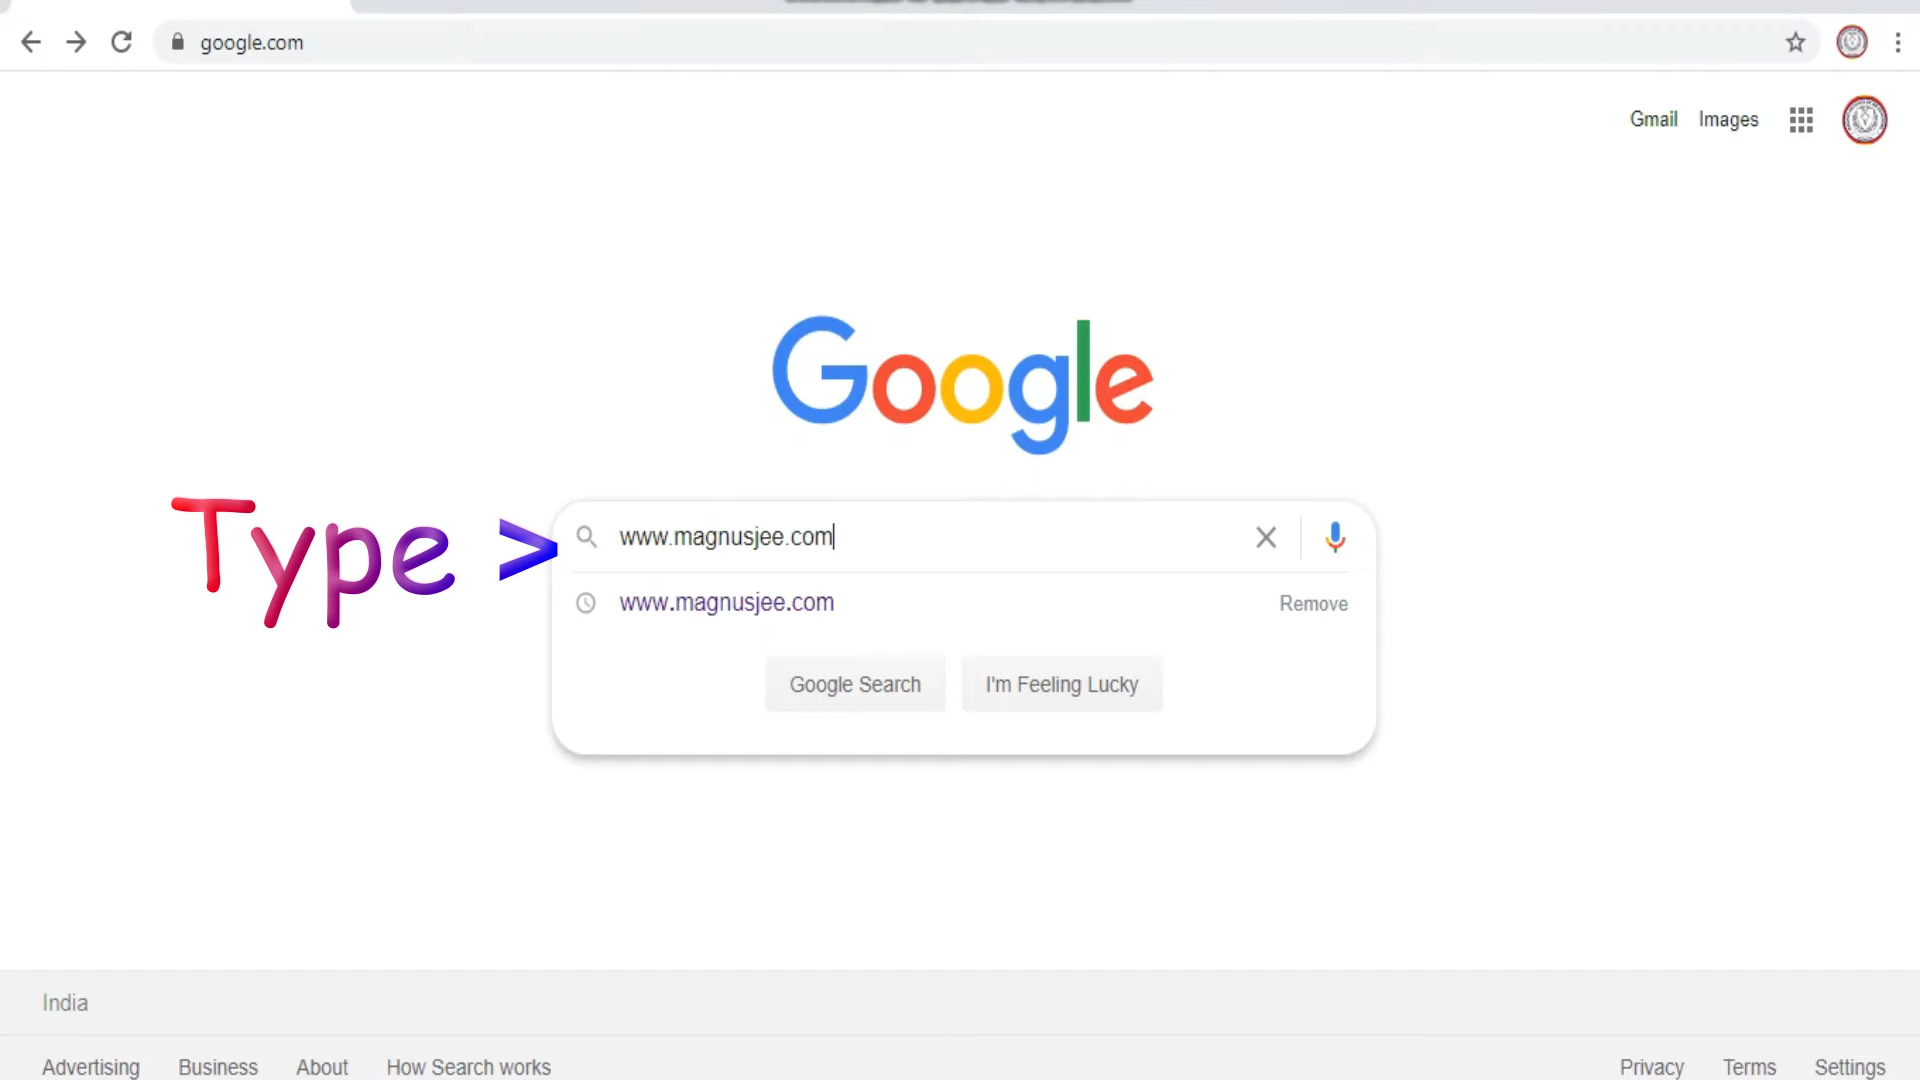 google.com
Gmail Images
Google
Type > www.magnusjee.com
www.magnusjee.com Remove
Google Search I'm Feeling Lucky
India
Advertising Business About How Search works Privacy Terms Settings